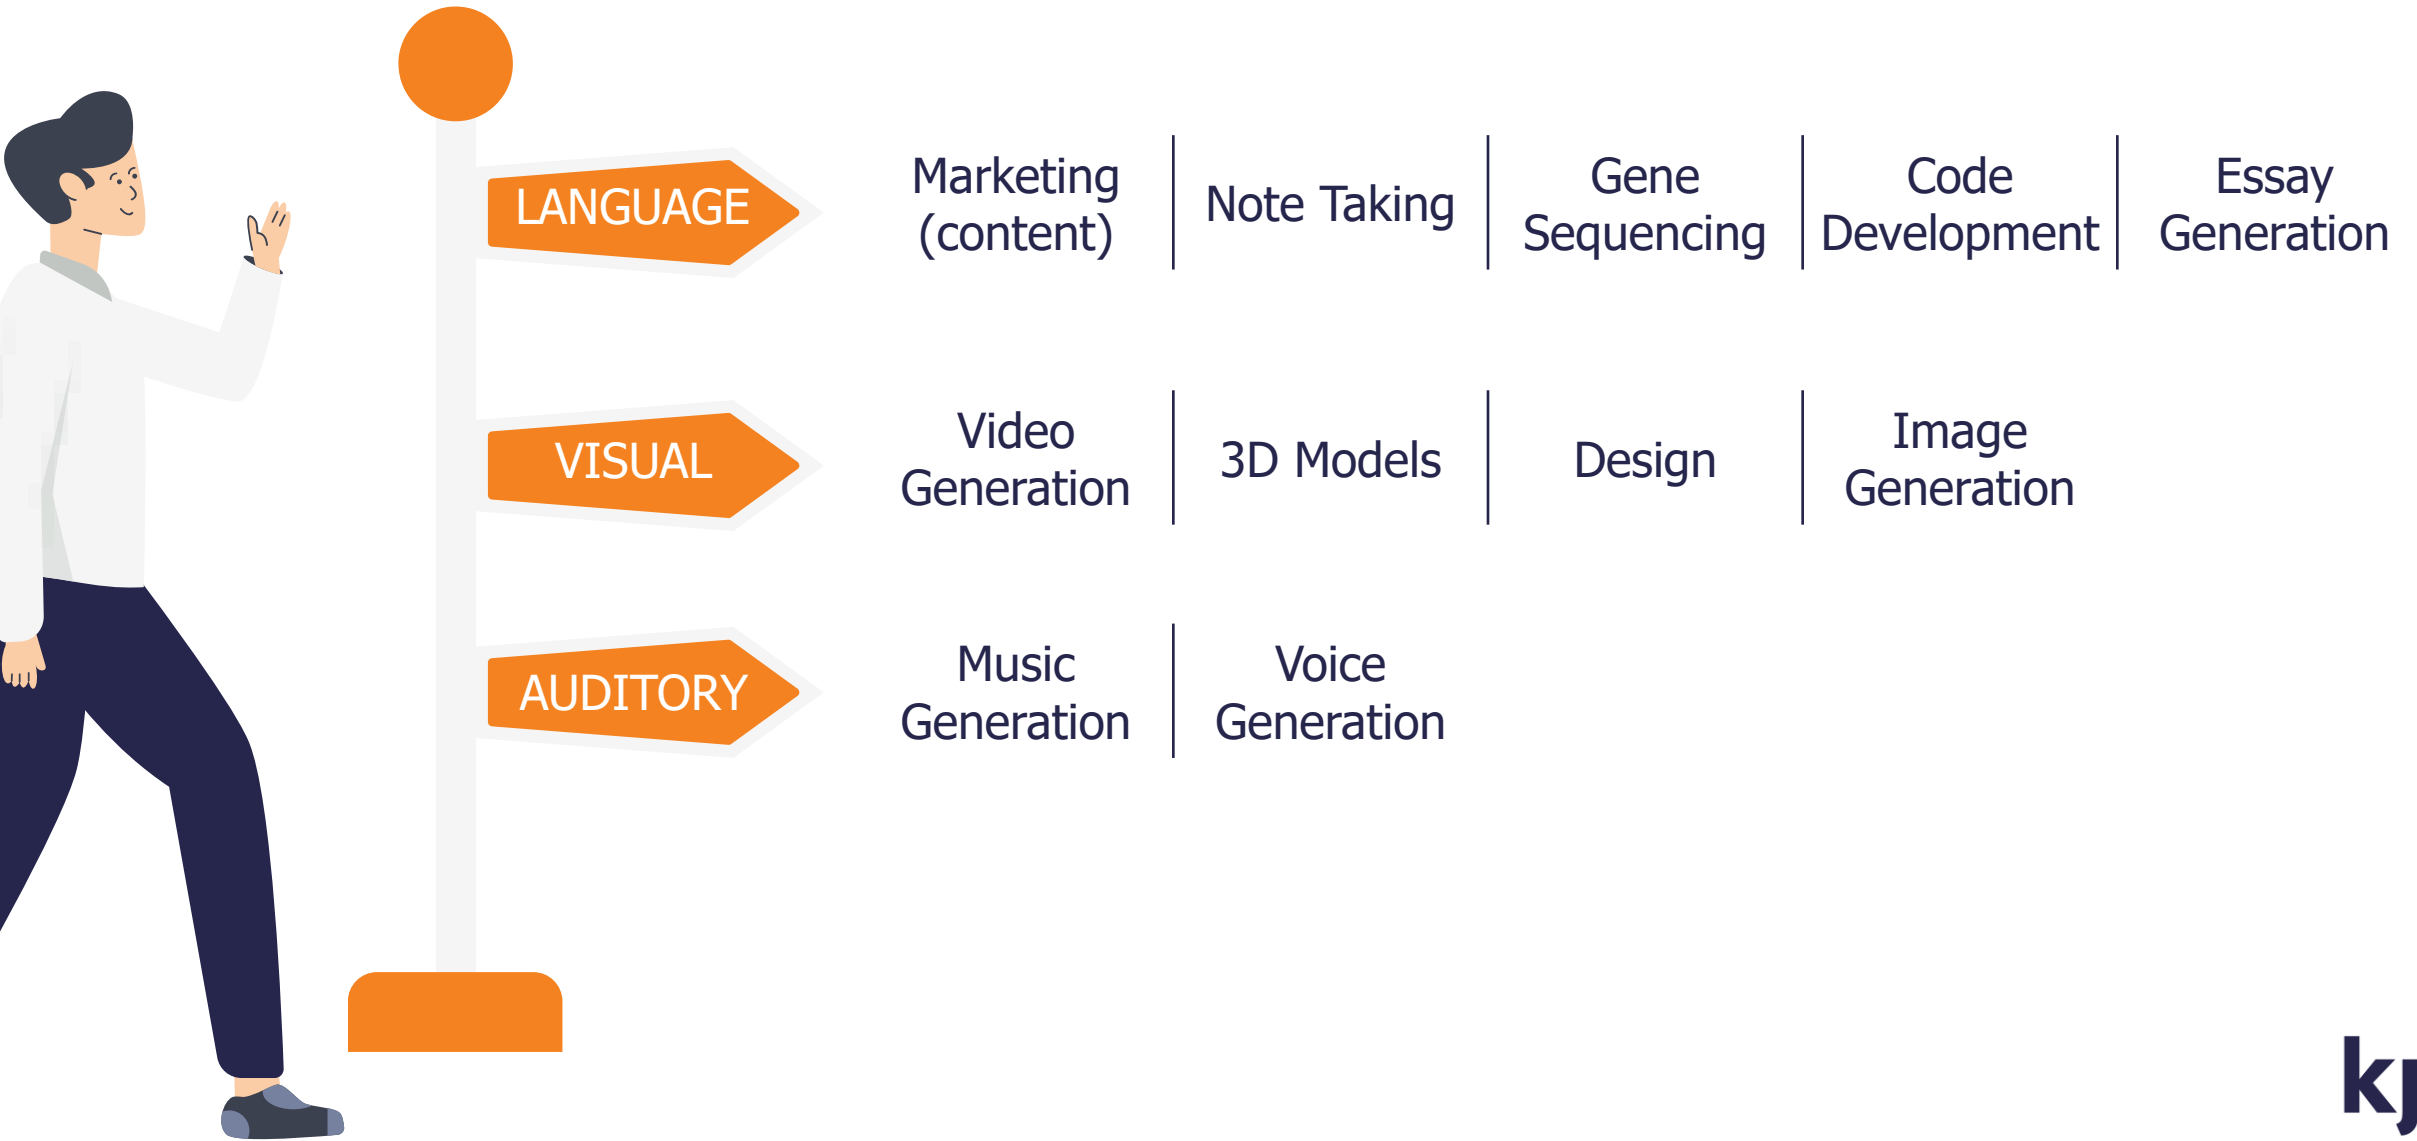 LANGUAGE
Marketing
(content)
Note Taking
Gene
Sequencing
Code
Development
Essay
Generation
VISUAL
Video
Generation
3D Models
Design
Image
Generation
AUDITORY
Music
Generation
Voice
Generation